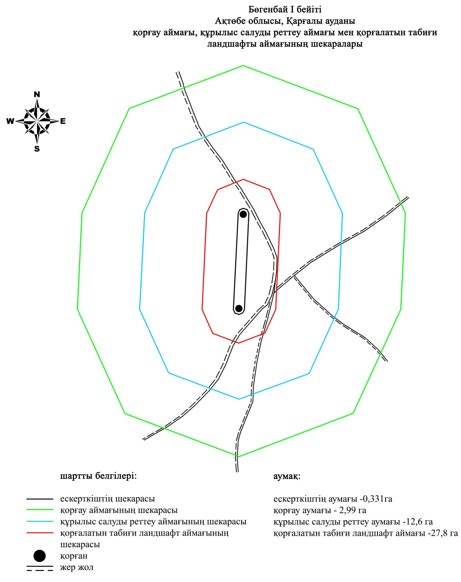 Бөгенбай I бейіті
Ақтөбе облысы, Қарғалы ауданы
қорғау аймағы, құрылыс салуды реттеу аймағы мен қорғалатын табиғи
ландшафты аймағының шекаралары
N
W E
S
шартты белгілері:
ескерткіштің шекарасы
қорғау аймағының шекарасы
құрылыс салуды реттеу аймағының шекарасы
қорғалатын табиғи ландшафт аймағының
шекарасы
қорған
жер жол
аумақ:
ескерткіштің аумағы -0,331га
қорғау аумағы - 2,99 га
құрылыс салуды реттеу аумағы -12,6 га
қорғалатын табиғи ландшафт аймағы -27,8 га